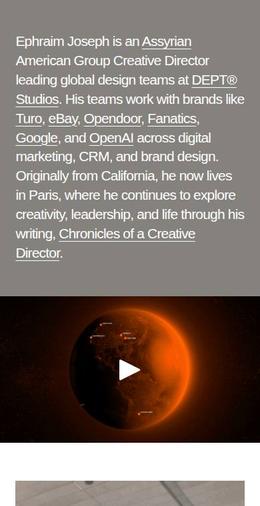 Ephraim Joseph is an Assyrian
American Group Creative Director
leading global design teams at DEPT®
Studios. His teams work with brands like
Turo, eBay, Opendoor, Fanatics,
Google, and OpenAI across digital
marketing, CRM, and brand design.
Originally from California, he now lives
in Paris, where he continues to explore
creativity, leadership, and life through his
writing, Chronicles of a Creative
Director.